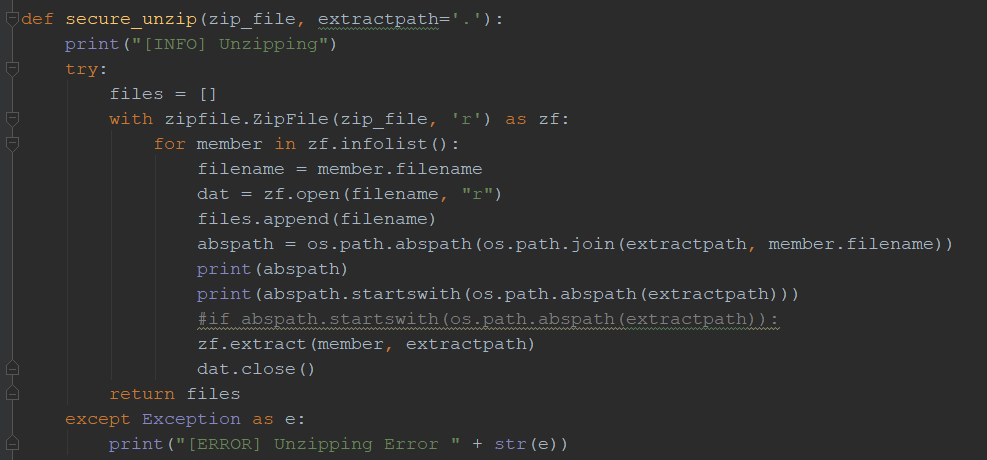 def secure_unzip(zip_file, extractpath='.'):
    print("[INFO] Unzipping")
    try:
        files = []
        with zipfile.ZipFile(zip_file, 'r') as zf:
            for member in zf.infolist():
                filename = member.filename
                dat = zf.open(filename, "r")
                files.append(filename)
                abspath = os.path.abspath(os.path.join(extractpath, member.filename))
                print(abspath)
                print(abspath.startswith(os.path.abspath(extractpath)))
                #if abspath.startswith(os.path.abspath(extractpath)):
                zf.extract(member, extractpath)
                dat.close()
        return files
    except Exception as e:
        print("[ERROR] Unzipping Error " + str(e))